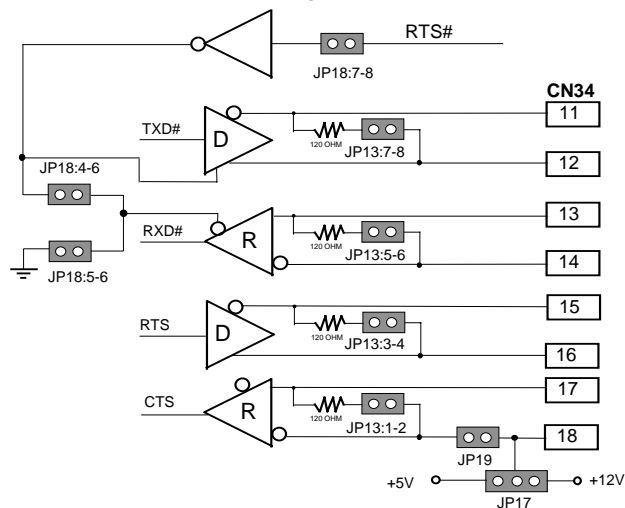 RTS#
JP18:7-8
CN34
11
TXD#
D
120 OHM
JP13:7-8
12
JP18:4-6
13
RXD#
R
120 OHM
JP13:5-6
14
JP18:5-6
15
RTS
D
120 OHM
JP13:3-4
16
17
CTS
R
120 OHM
JP13:1-2
18
JP19
+5V
+12V
JP17